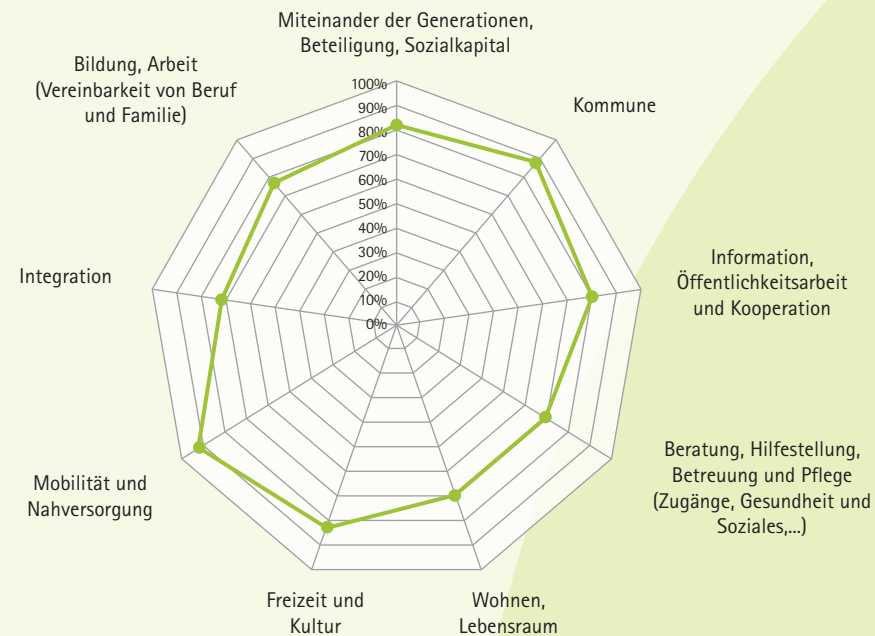 Miteinander der Generationen,
Beteiligung, Sozialkapital
Bildung, Arbeit
(Vereinbarkeit von Beruf
und Familie)
Kommune
100%
90%
80%
70%
60%
50%
40%
30%
20%
10%
0%
Integration
Information,
Öffentlichkeitsarbeit
und Kooperation
Mobilität und
Nahversorgung
Beratung, Hilfestellung,
Betreuung und Pflege
(Zugänge, Gesundheit und
Soziales,...)
Freizeit und
Kultur
Wohnen,
Lebensraum